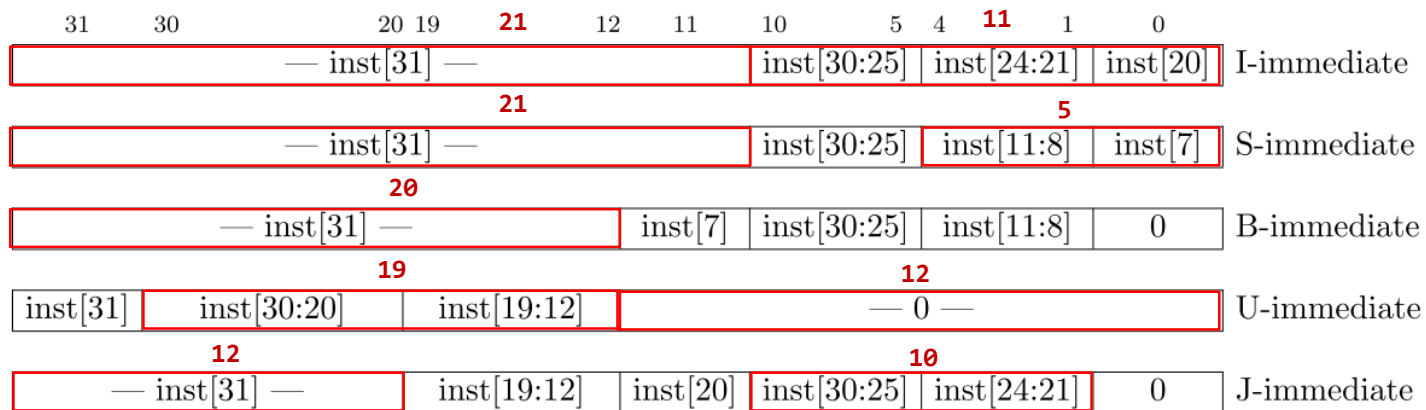 31 30 20 19 21 12 11 10 5 4 11 1 0
— inst[31] — inst[30:25] inst[24:21] inst[20] I-immediate
21 5
— inst[31] — inst[30:25] inst[11:8] inst[7] S-immediate
20
— inst[31] — inst[7] inst[30:25] inst[11:8] 0 B-immediate
19 12
inst[31] inst[30:20] inst[19:12] — 0 — U-immediate
12 10
— inst[31] — inst[19:12] inst[20] inst[30:25] inst[24:21] 0 J-immediate